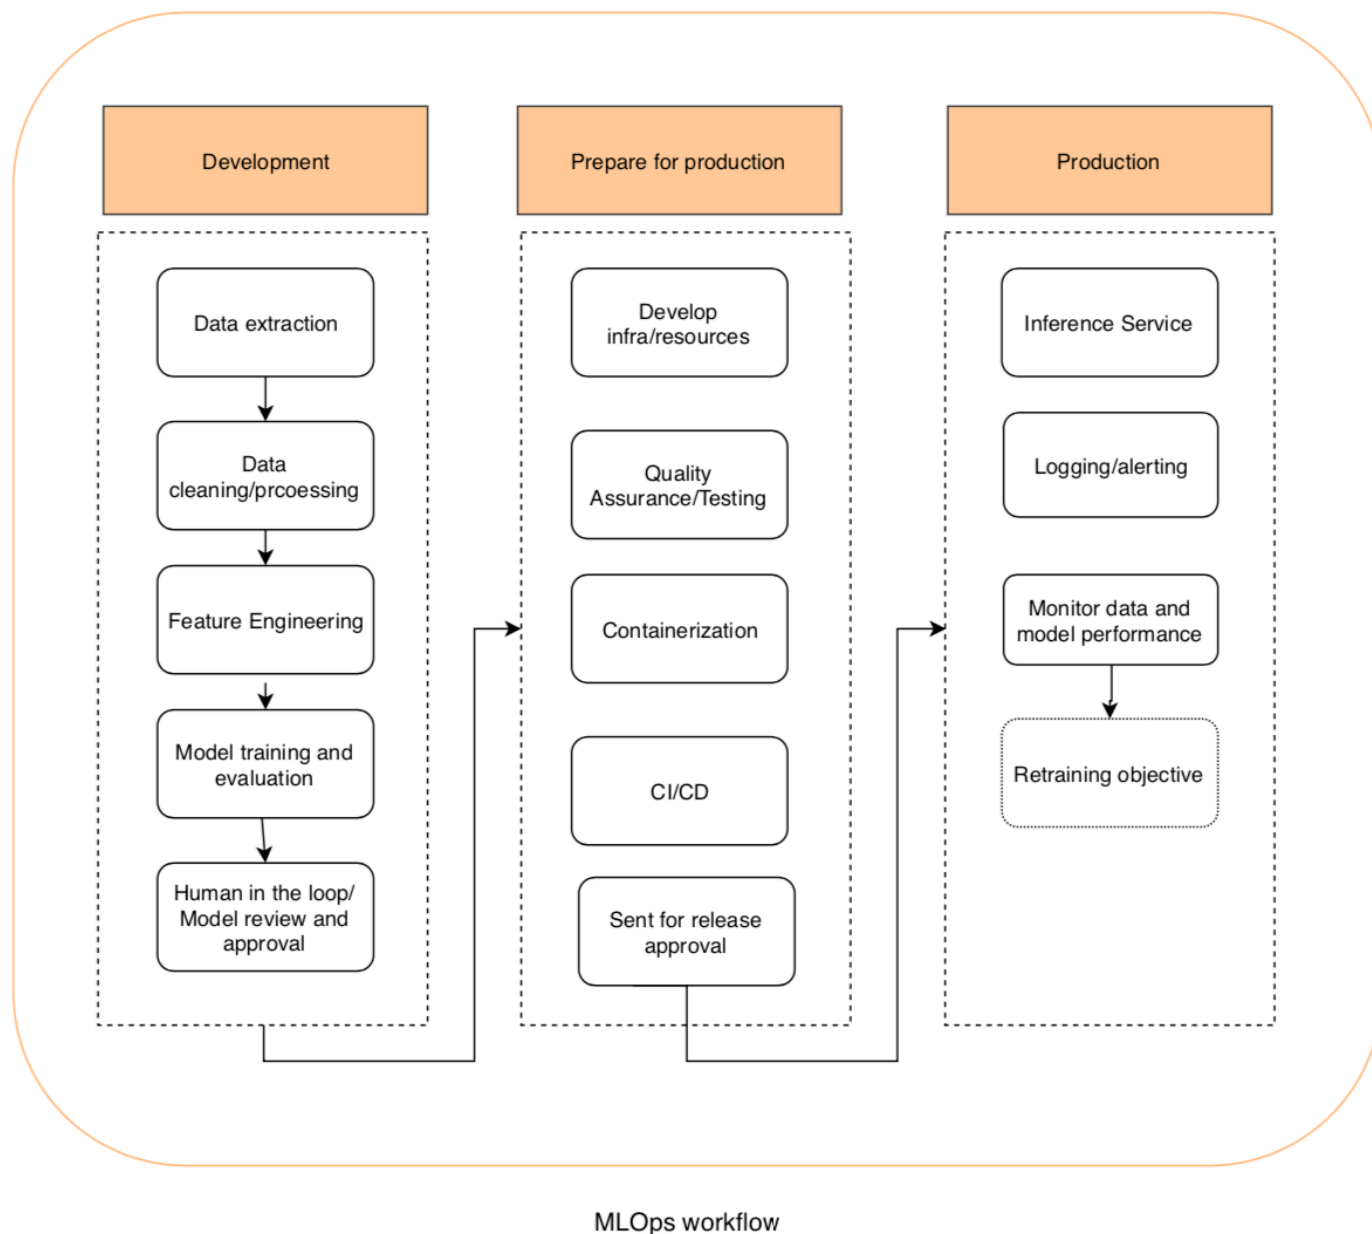 Development
Data extraction
Data
cleaning/prcoessing
Feature Engineering
Model training and
evaluation
Human in the loop/
Model review and
approval
Prepare for production
Develop
infra/resources
Quality
Assurance/Testing
Containerization
CI/CD
Sent for release
approval
Production
Inference Service
Logging/alerting
Monitor data and
model performance
Retraining objective
MLOps workflow